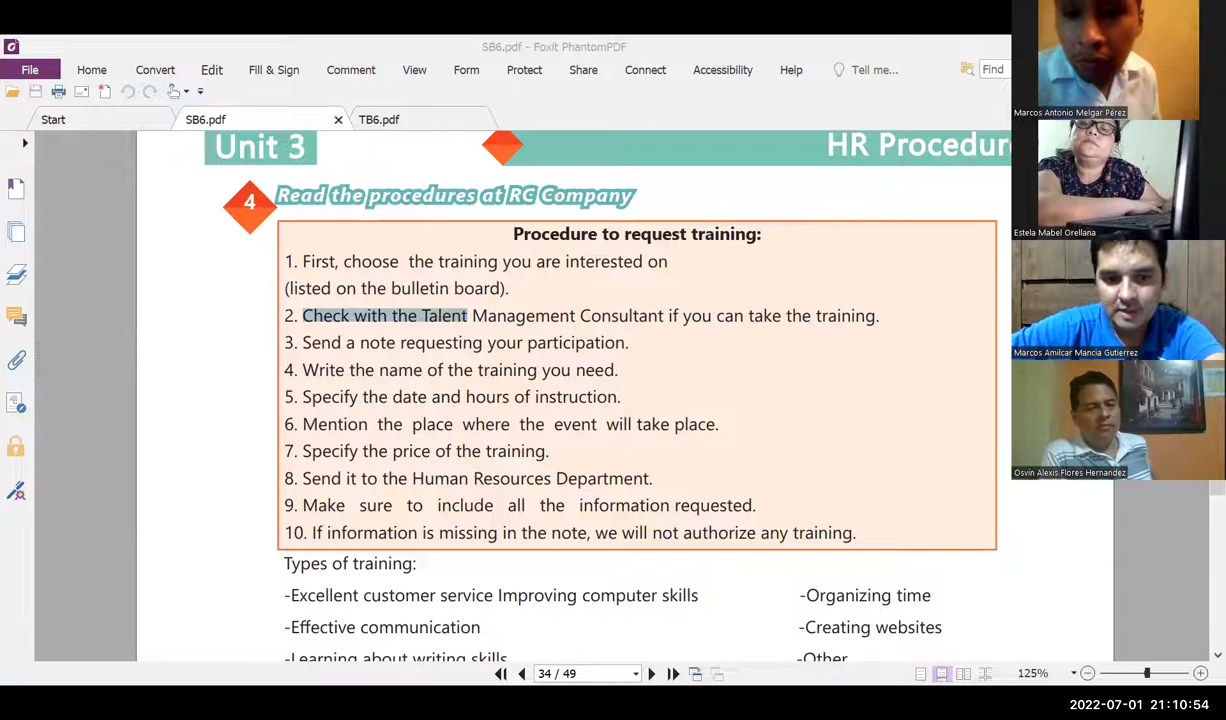 SB6.pdf - Foxit PhantomPDF
File Home Convert Edit Fill & Sign Comment View Form Protect Share Connect Accessibility Help Tell me... Find
Start SB6.pdf TB6.pdf
Unit 3
HR Procedur
4 Read the procedures at RC Company
Procedure to request training:
1. First, choose the training you are interested on
(listed on the bulletin board).
2. Check with the Talent Management Consultant if you can take the training.
3. Send a note requesting your participation.
4. Write the name of the training you need.
5. Specify the date and hours of instruction.
6. Mention the place where the event will take place.
7. Specify the price of the training.
8. Send it to the Human Resources Department.
9. Make sure to include all the information requested.
10. If information is missing in the note, we will not authorize any training.
Types of training:
-Excellent customer service Improving computer skills -Organizing time
-Effective communication -Creating websites
-Learning about writing skills -Other
34 / 49
125%
Marcos Antonio Melgar Pérez
Estela Mabel Orellana
Marcos Amilcar Mancia Gutierrez
Osvin Alexis Flores Hernandez
2022-07-01 21:10:54